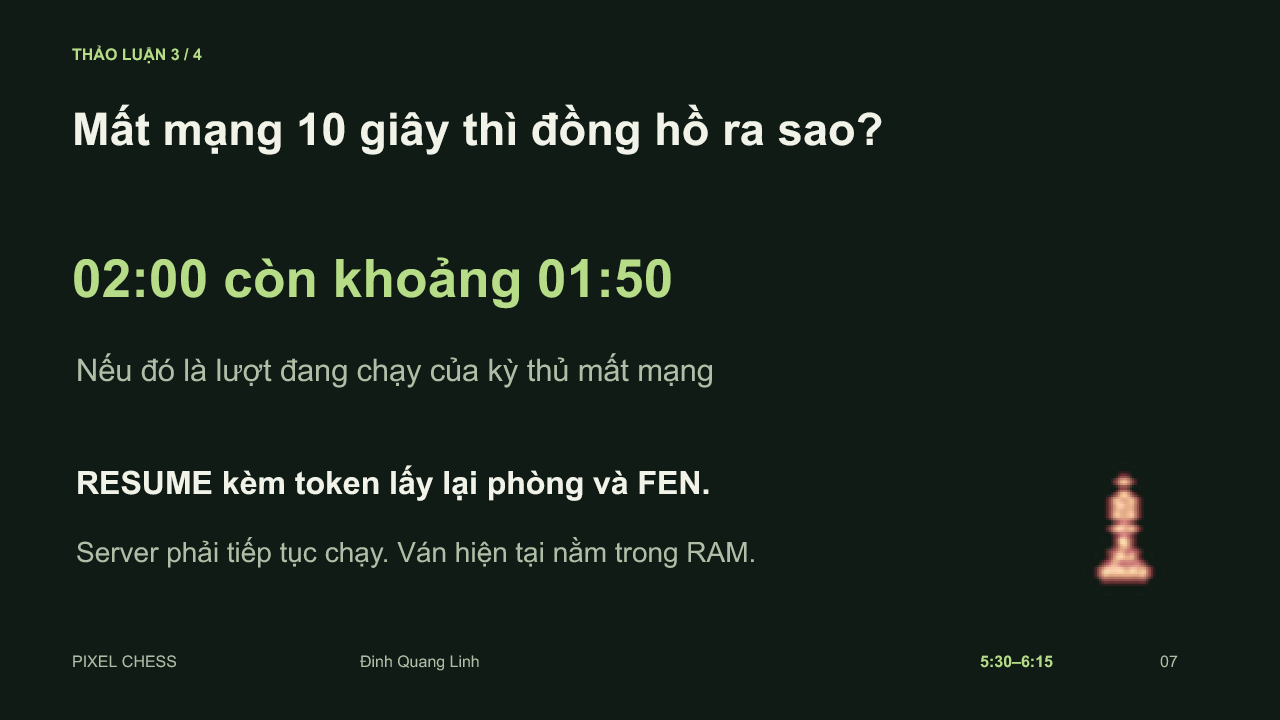 THẢO LUẬN 3 / 4
Mất mạng 10 giây thì đồng hồ ra sao?
02:00 còn khoảng 01:50
Nếu đó là lượt đang chạy của kỳ thủ mất mạng
RESUME kèm token lấy lại phòng và FEN.
Server phải tiếp tục chạy. Ván hiện tại nằm trong RAM.
PIXEL CHESS
Đinh Quang Linh
5:30–6:15
07